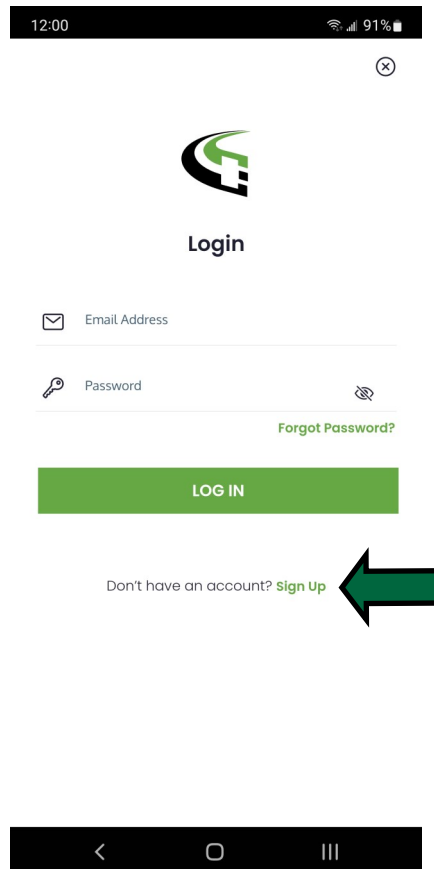 12:00 91%
Login
Email Address
Password
Forgot Password?
LOG IN
Don't have an account? Sign Up